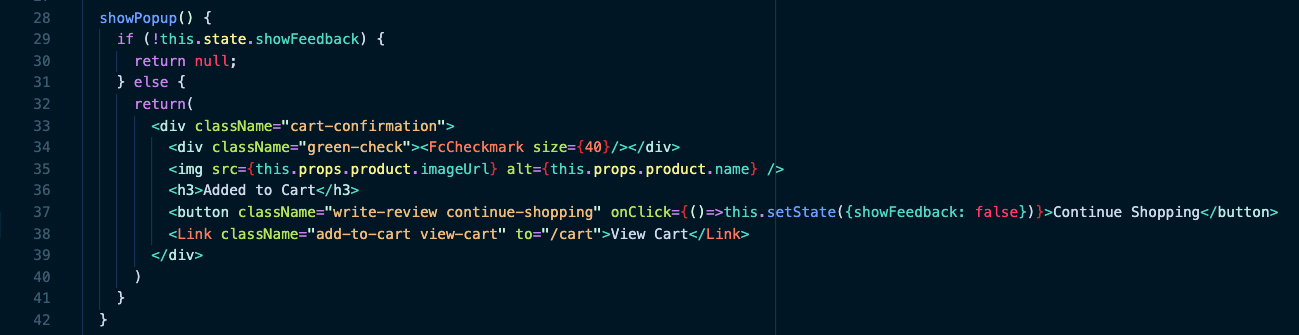 28 showPopup() {
29 if (!this.state.showFeedback) {
30 return null;
31 } else {
32 return(
33 <div className="cart-confirmation">
34 <div className="green-check"><FcCheckmark size={40}/></div>
35 <img src={this.props.product.imageUrl} alt={this.props.product.name} />
36 <h3>Added to Cart</h3>
37 <button className="write-review continue-shopping" onClick={()=>this.setState({showFeedback: false})}>Continue Shopping</button>
38 <Link className="add-to-cart view-cart" to="/cart">View Cart</Link>
39 </div>
40 )
41 }
42 }